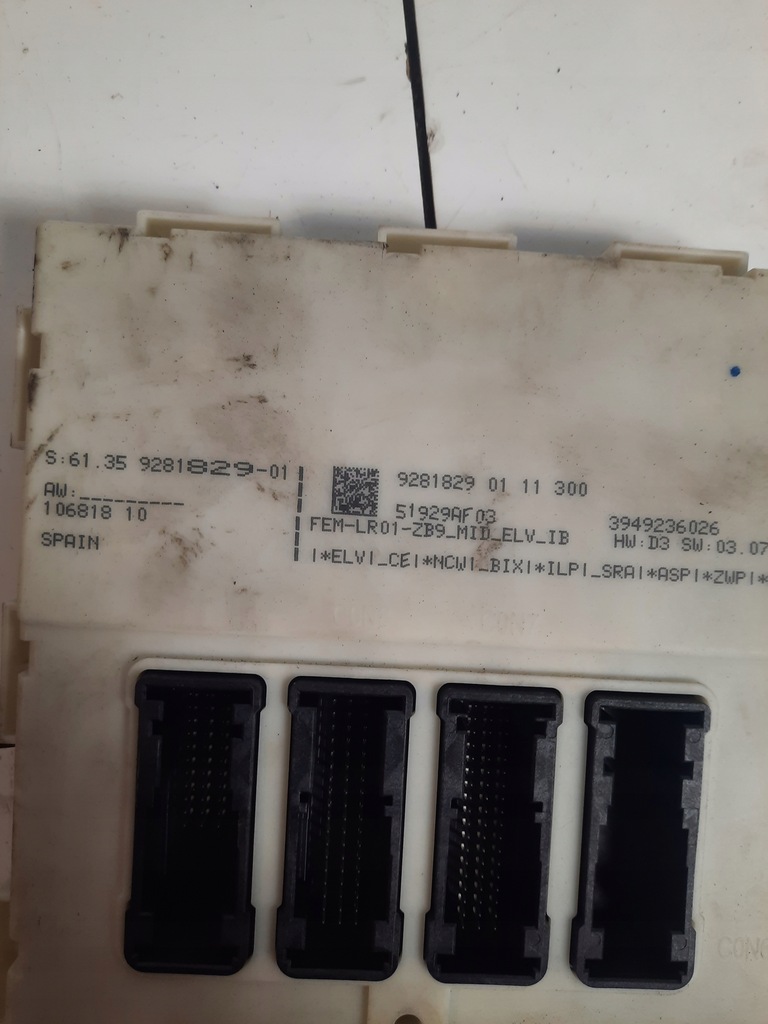 S:61.35 9281829-01
AW:_________
106818 10
SPAIN
9281829 01 11 300
51929AF03
3949236026
FEM-LR01-ZB9_MID_ELV_IB
HW:D3 SW:03.07
|*ELV|_CE|*NCW|_BIX|*ILP|_SRA|*ASP|*ZWP|*